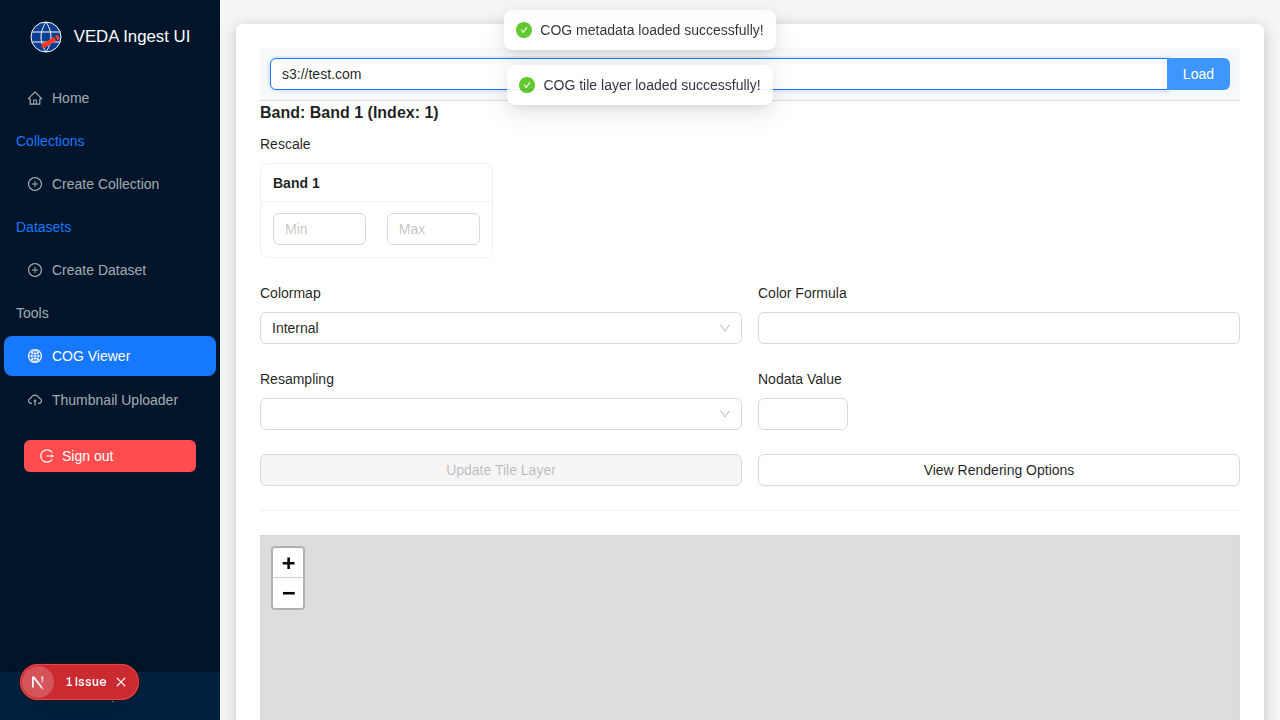 VEDA Ingest UI
Home
Collections
Create Collection
Datasets
Create Dataset
Tools
COG Viewer
Thumbnail Uploader
Sign out
1 Issue
COG metadata loaded successfully!
s3://test.com
Load
COG tile layer loaded successfully!
Band: Band 1 (Index: 1)
Rescale
Band 1
Min
Max
Colormap
Color Formula
Internal
Resampling
Nodata Value
Update Tile Layer
View Rendering Options
+
−